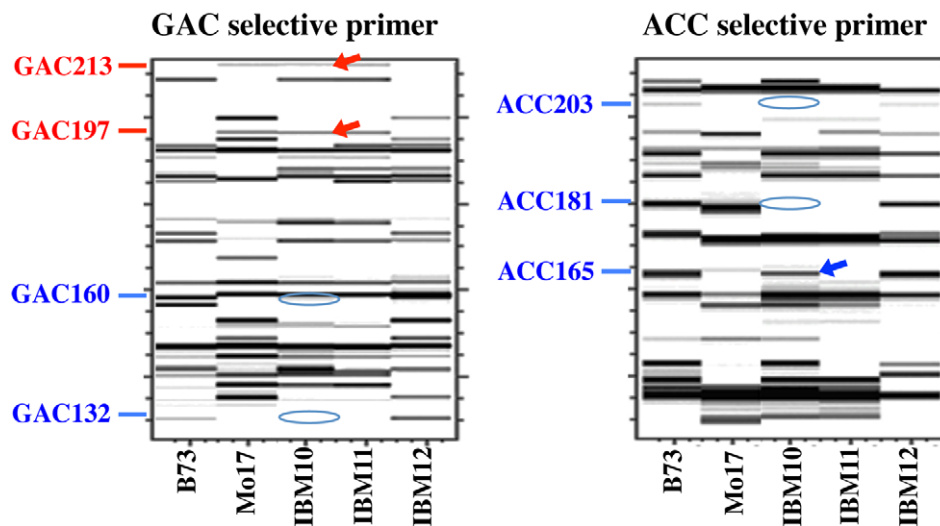 GAC selective primer
GAC213
GAC197
GAC160
GAC132
B73
Mo17
IBM10
IBM11
IBM12
ACC selective primer
ACC203
ACC181
ACC165
B73
Mo17
IBM10
IBM11
IBM12